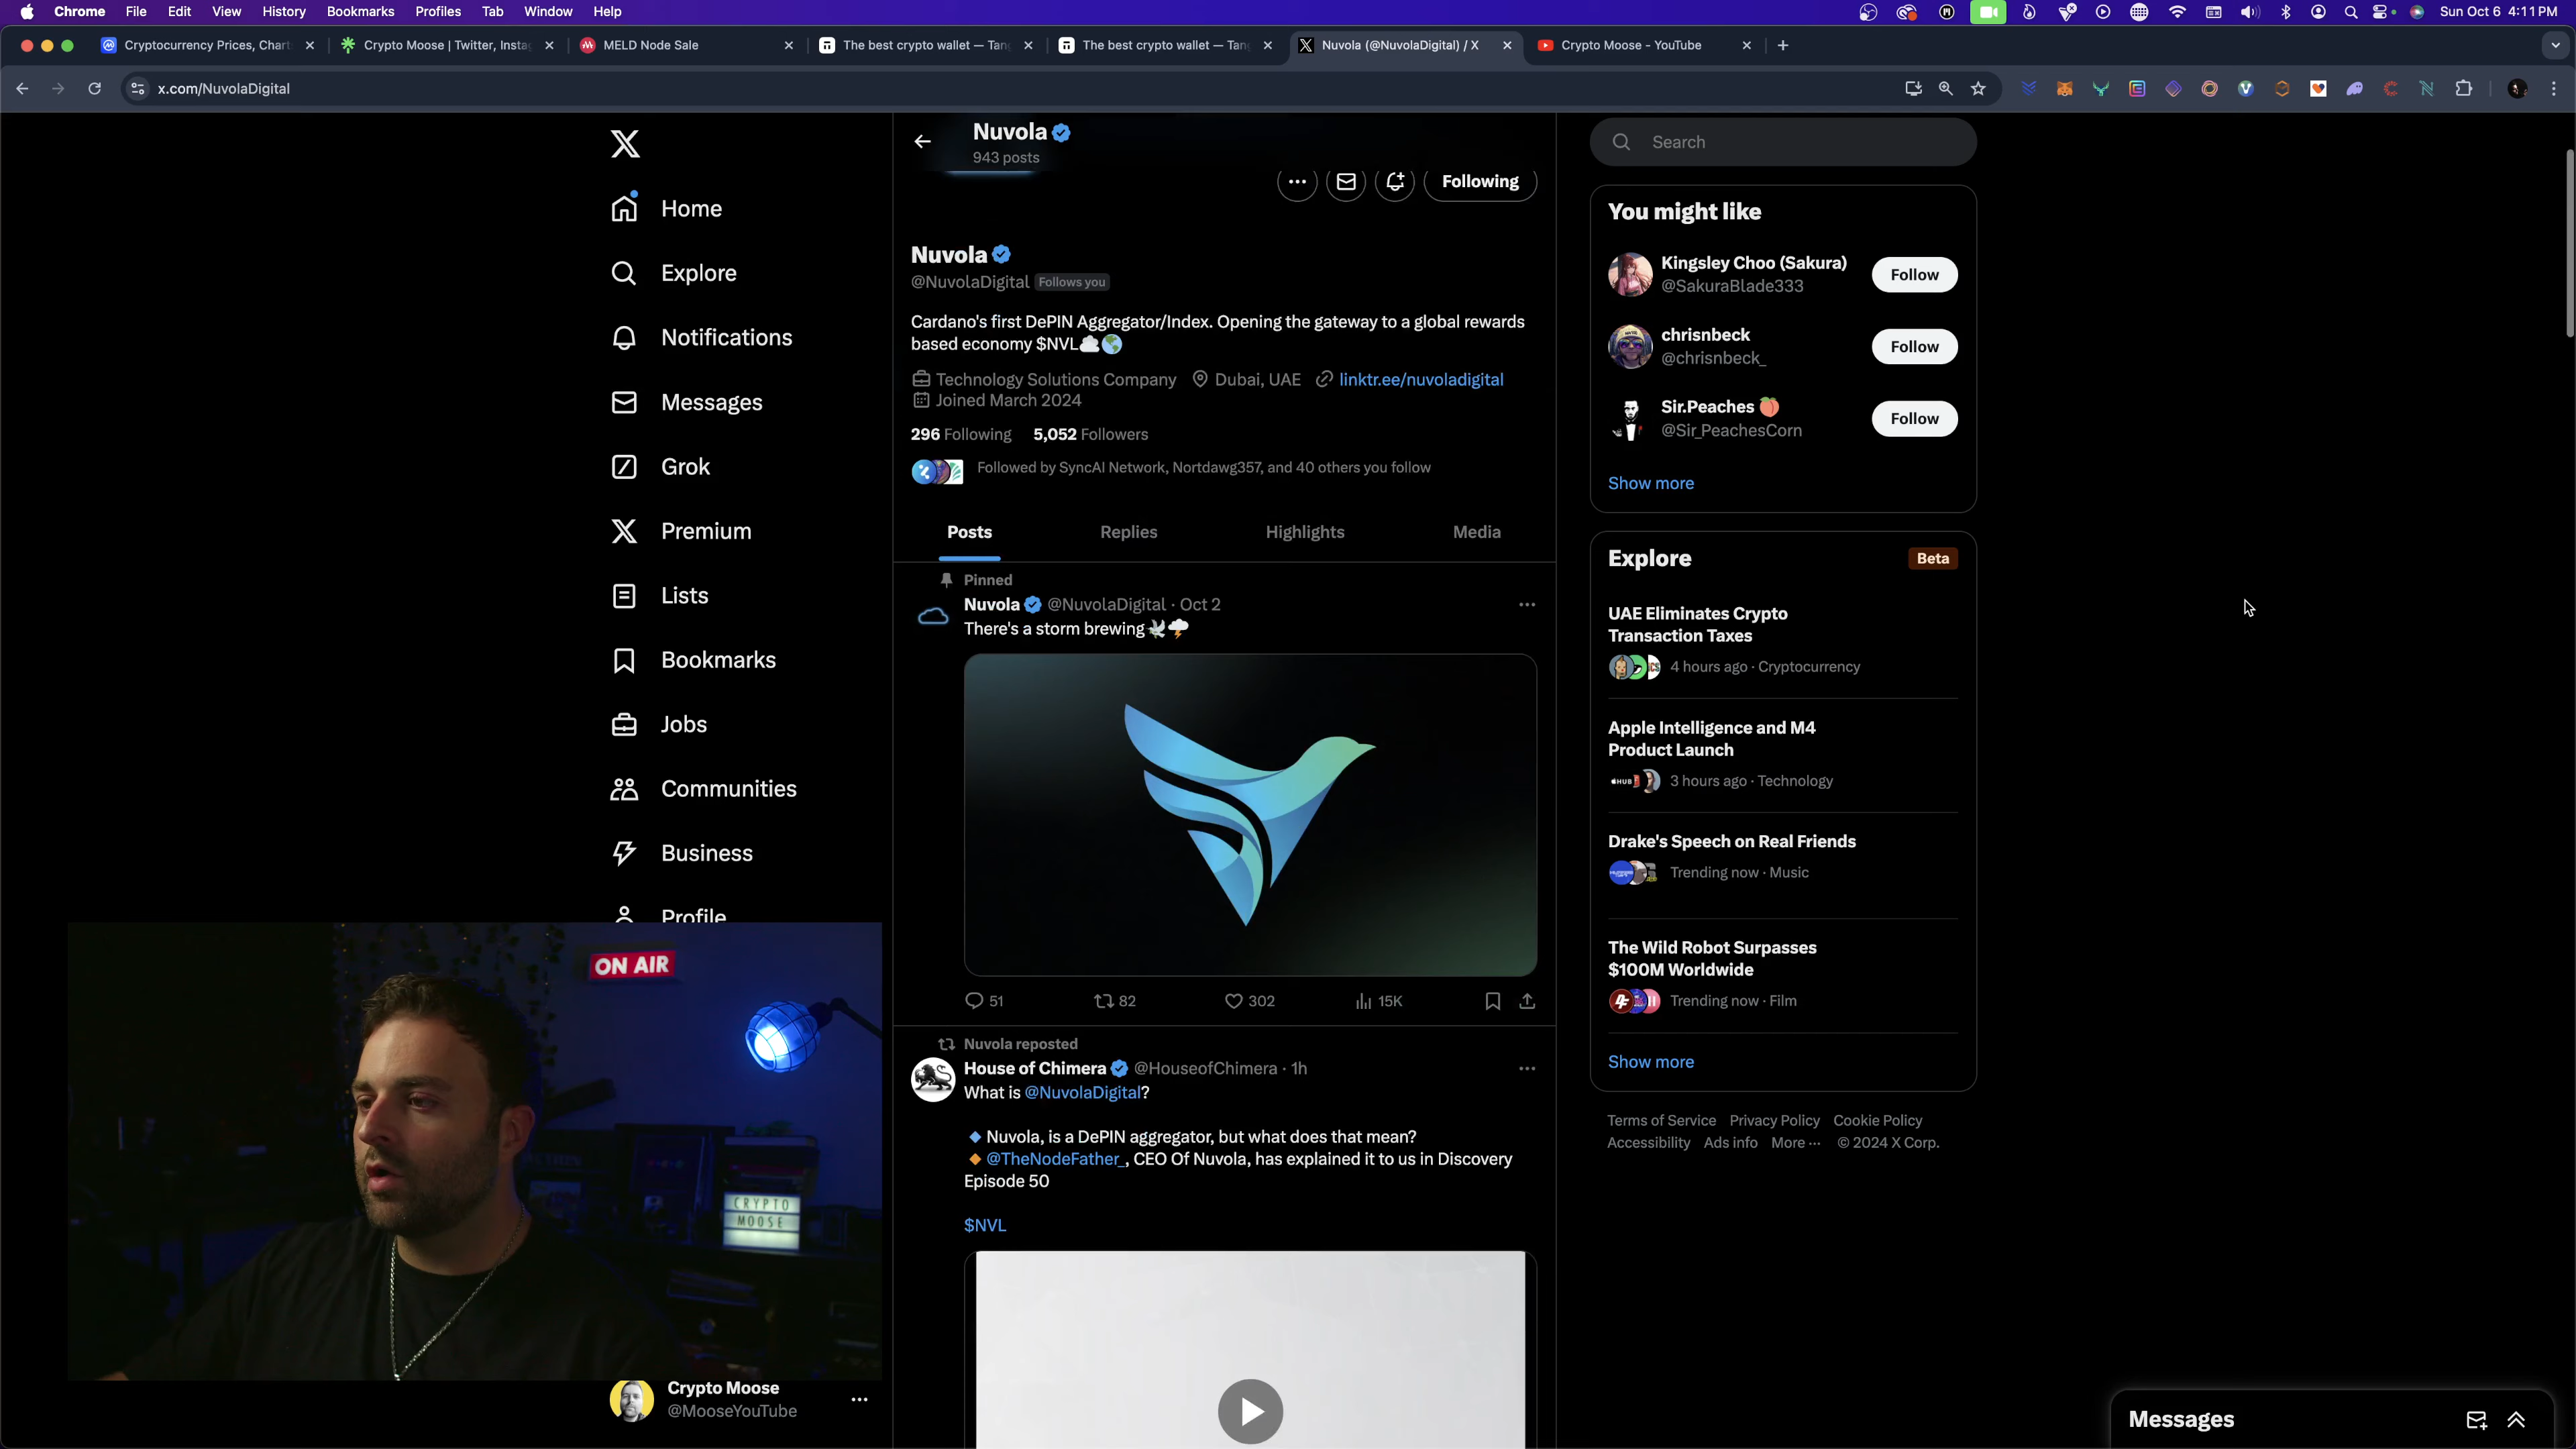 Chrome File Edit View History Bookmarks Profiles Tab Window Help
Sun Oct 6 4:11 PM
Cryptocurrency Prices, Chart
Crypto Moose | Twitter, Insta
MELD Node Sale
The best crypto wallet — Tang
The best crypto wallet — Tang
Nuvola (@NuvolaDigital) / X
Crypto Moose - YouTube
x.com/NuvolaDigital
Home
Explore
Notifications
Messages
Grok
Premium
Lists
Bookmarks
Jobs
Communities
Business
Profile
ON AIR
CRYPTO
MOOSE
Crypto Moose
@MooseYouTube
Nuvola
943 posts
Following
Nuvola
@NuvolaDigital Follows you
Cardano's first DePIN Aggregator/Index. Opening the gateway to a global rewards
based economy $NVL☁️🌎
Technology Solutions Company Dubai, UAE linktr.ee/nuvoladigital
Joined March 2024
296 Following 5,052 Followers
Followed by SyncAI Network, Nortdawg357, and 40 others you follow
Posts Replies Highlights Media
Pinned
Nuvola @NuvolaDigital · Oct 2
There's a storm brewing🕊️🌩️
51 82 302 15K
Nuvola reposted
House of Chimera @HouseofChimera · 1h
What is @NuvolaDigital?
🔹 Nuvola, is a DePIN aggregator, but what does that mean?
🔸 @TheNodeFather_, CEO Of Nuvola, has explained it to us in Discovery
Episode 50
$NVL
Search
You might like
Kingsley Choo (Sakura)
@SakuraBlade333
Follow
chrisnbeck
@chrisnbeck_
Follow
Sir.Peaches 🍑
@Sir_PeachesCorn
Follow
Show more
Explore
Beta
UAE Eliminates Crypto
Transaction Taxes
4 hours ago · Cryptocurrency
Apple Intelligence and M4
Product Launch
3 hours ago · Technology
Drake's Speech on Real Friends
Trending now · Music
The Wild Robot Surpasses
$100M Worldwide
Trending now · Film
Show more
Terms of Service Privacy Policy Cookie Policy
Accessibility Ads info More ··· © 2024 X Corp.
Messages